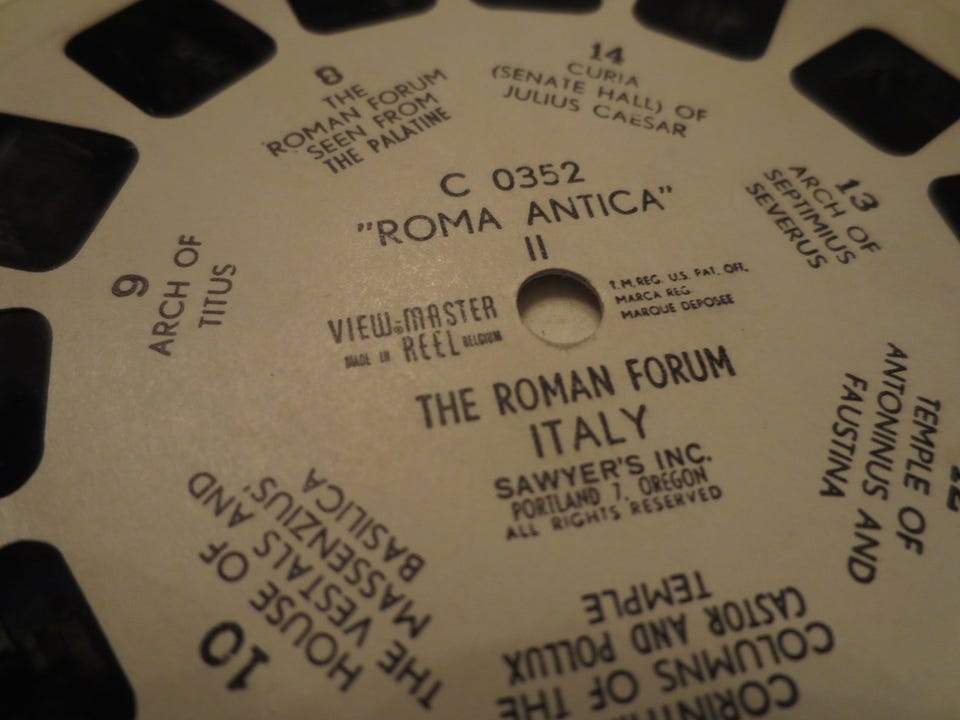 8
THE
ROMAN FORUM
SEEN FROM
THE PALATINE
14
CURIA
(SENATE HALL) OF
JULIUS CAESAR
C 0352
"ROMA ANTICA"
II
13
ARCH OF
SEPTIMIUS
SEVERUS
9
ARCH OF
TITUS
VIEW-MASTER
MADE IN REEL BELGIUM
T.M. REG. U.S. PAT. OFF.
MARCA REG.
MARQUE DEPOSEE
THE ROMAN FORUM
ITALY
SAWYER'S INC.
PORTLAND 7, OREGON
ALL RIGHTS RESERVED
TEMPLE OF
ANTONINUS AND
FAUSTINA
10
HOUSE OF
THE VESTALS AND
MASSENZIUS'
BASILICA
COLUMNS OF THE
CASTOR AND POLLUX
TEMPLE